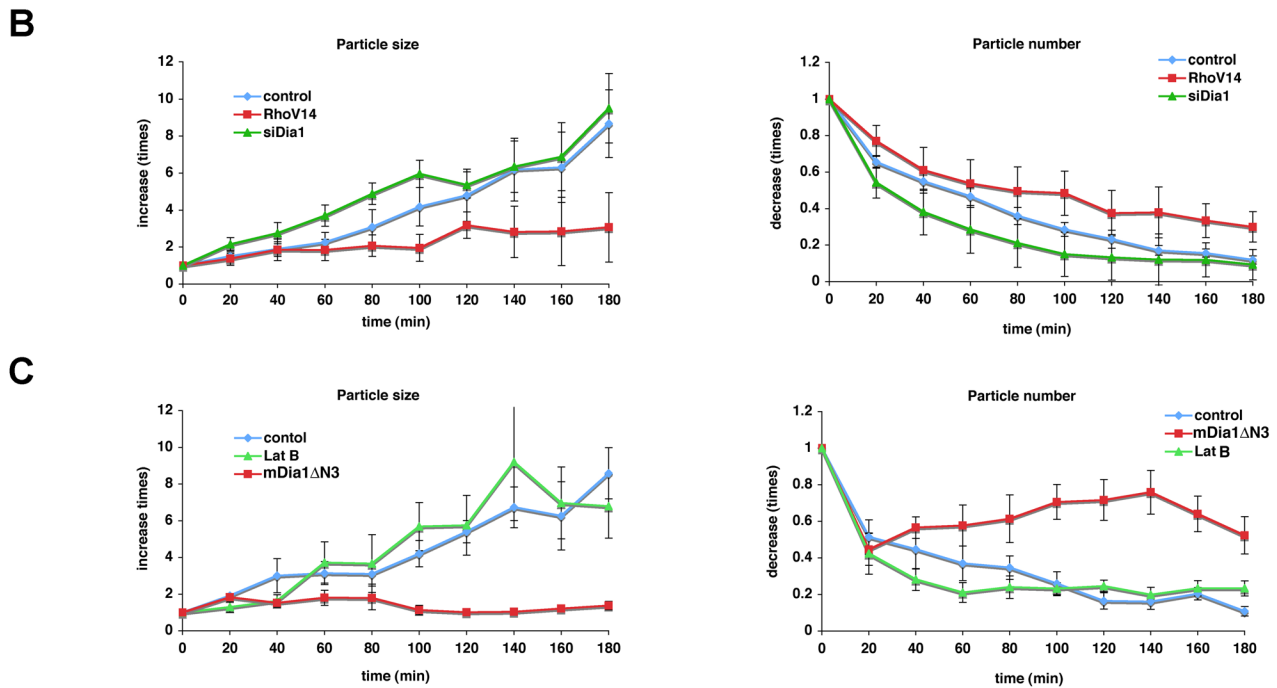 B
Particle size
12
10
8
6
4
2
0
increase (times)
control
RhoV14
siDia1
0 20 40 60 80 100 120 140 160 180
time (min)
Particle number
1.2
1
0.8
0.6
0.4
0.2
0
decrease (times)
control
RhoV14
siDia1
0 20 40 60 80 100 120 140 160 180
time (min)
C
Particle size
12
10
8
6
4
2
0
increase times)
contol
Lat B
mDia1ΔN3
0 20 40 60 80 100 120 140 160 180
time (min)
Particle number
1.2
1
0.8
0.6
0.4
0.2
0
decrease (times)
control
mDia1ΔN3
Lat B
0 20 40 60 80 100 120 140 160 180
time (min)